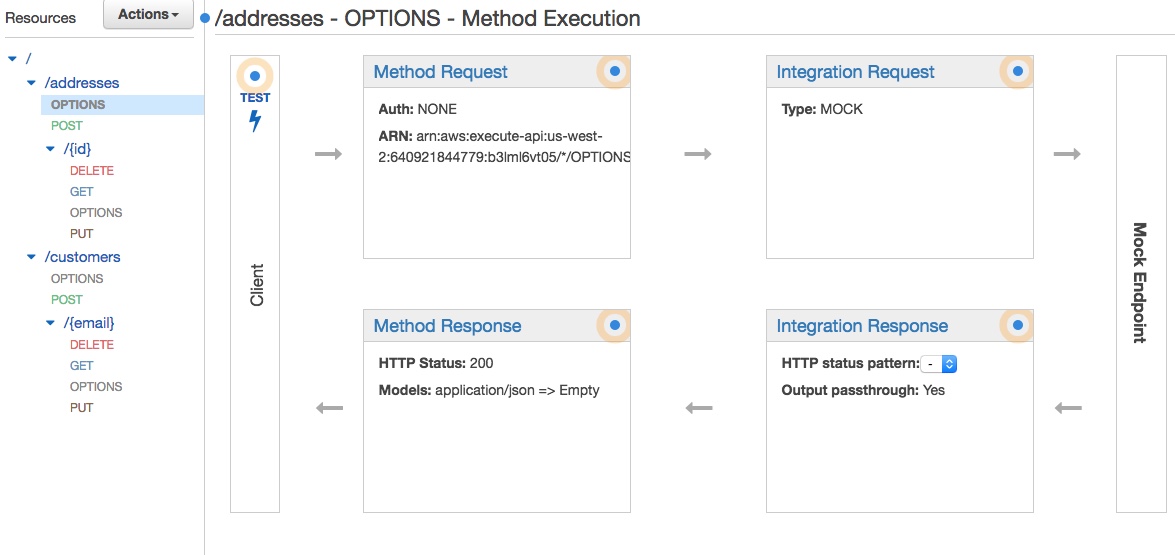 Resources
Actions
/addresses - OPTIONS - Method Execution
/
/addresses
OPTIONS
POST
/{id}
DELETE
GET
OPTIONS
PUT
/customers
OPTIONS
POST
/{email}
DELETE
GET
OPTIONS
PUT
TEST
Client
Method Request
Auth: NONE
ARN: arn:aws:execute-api:us-west-
2:640921844779:b3lml6vt05/*/OPTIONS
Integration Request
Type: MOCK
Mock Endpoint
Method Response
HTTP Status: 200
Models: application/json => Empty
Integration Response
HTTP status pattern: -
Output passthrough: Yes